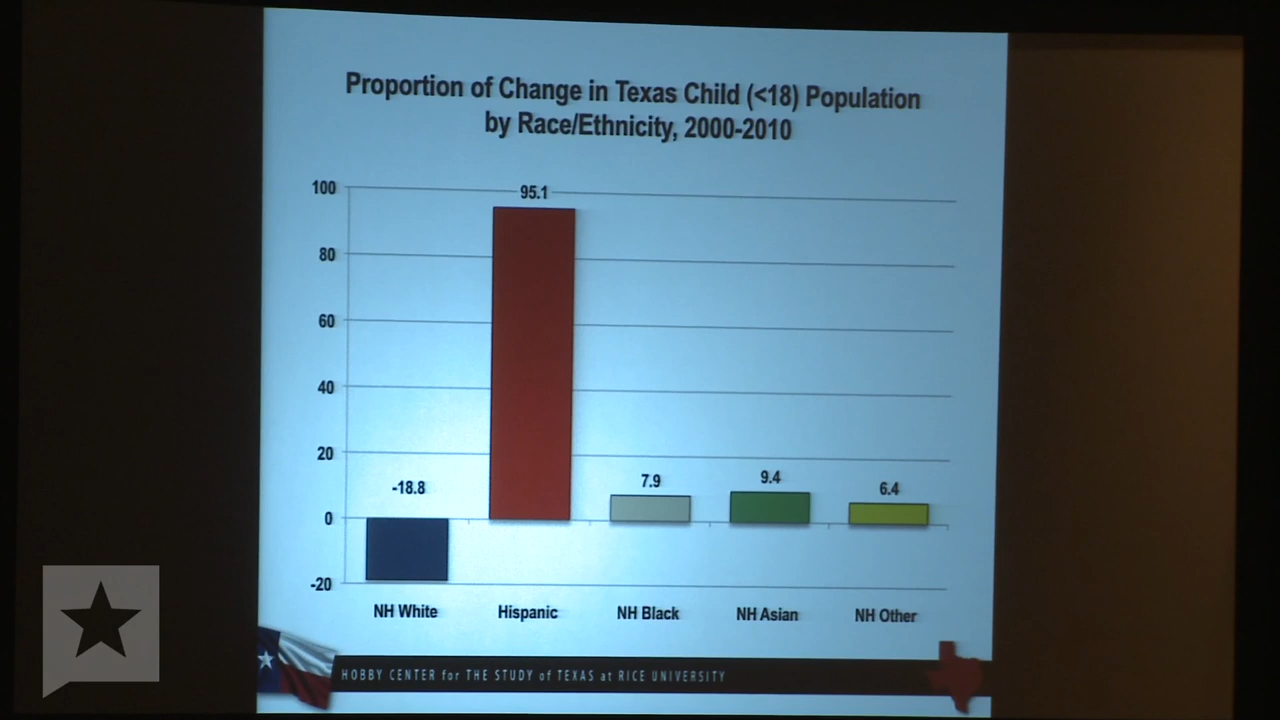 Proportion of Change in Texas Child (<18) Population
by Race/Ethnicity, 2000-2010
100
80
60
40
20
0
-20
-18.8
95.1
7.9
9.4
6.4
NH White
Hispanic
NH Black
NH Asian
NH Other
HOBBY CENTER for THE STUDY of TEXAS at RICE UNIVERSITY